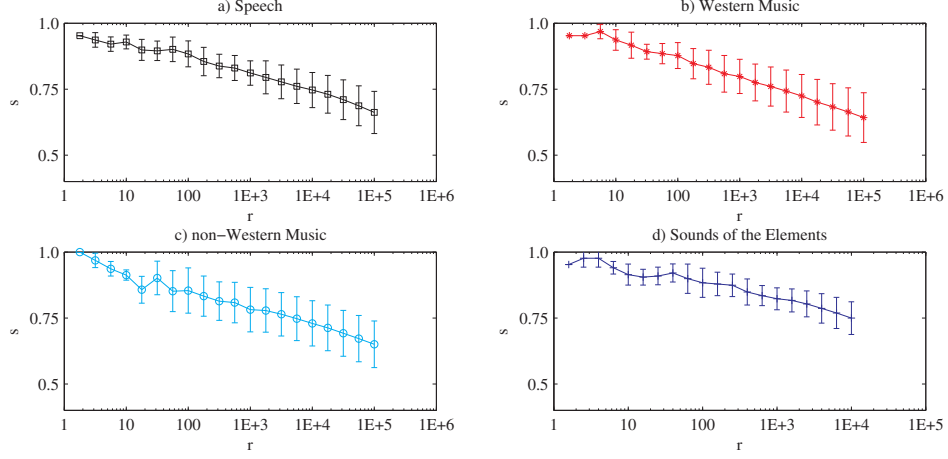 a) Speech
1.0
0.75
0.5
s
1 10 100 1E+3 1E+4 1E+5 1E+6
r
b) Western Music
1.0
0.75
0.5
s
1 10 100 1E+3 1E+4 1E+5 1E+6
r
c) non−Western Music
1.0
0.75
0.5
s
1 10 100 1E+3 1E+4 1E+5 1E+6
r
d) Sounds of the Elements
1.0
0.75
0.5
s
1 10 100 1E+3 1E+4 1E+5
r